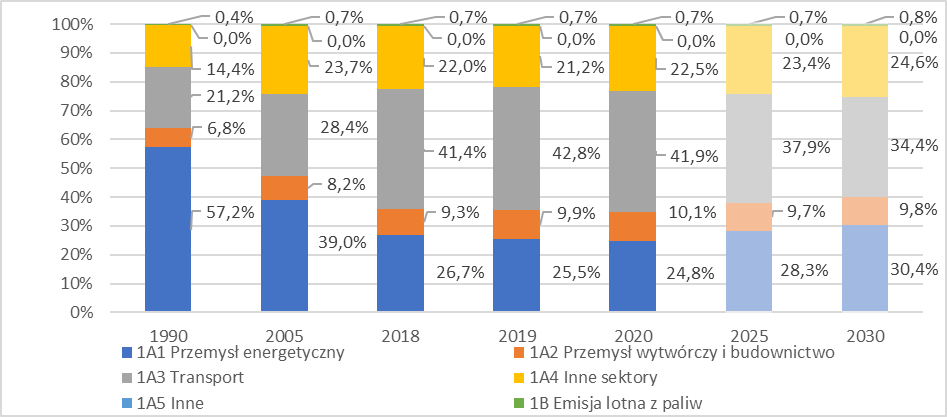 100% 0,4% 0,7% 0,7% 0,7% 0,7% 0,7% 0,8%
90% 0,0% 0,0% 0,0% 0,0% 0,0% 0,0% 0,0%
80% 14,4% 23,7% 22,0% 21,2% 22,5% 23,4% 24,6%
70% 21,2%
60% 6,8% 28,4% 41,4% 42,8% 41,9% 37,9% 34,4%
50%
40% 57,2% 8,2% 9,3% 9,9% 10,1% 9,7% 9,8%
30%
20% 39,0% 26,7% 25,5% 24,8% 28,3% 30,4%
10%
0%
1990 2005 2018 2019 2020 2025 2030
1A1 Przemysł energetyczny 1A2 Przemysł wytwórczy i budownictwo
1A3 Transport 1A4 Inne sektory
1A5 Inne 1B Emisja lotna z paliw